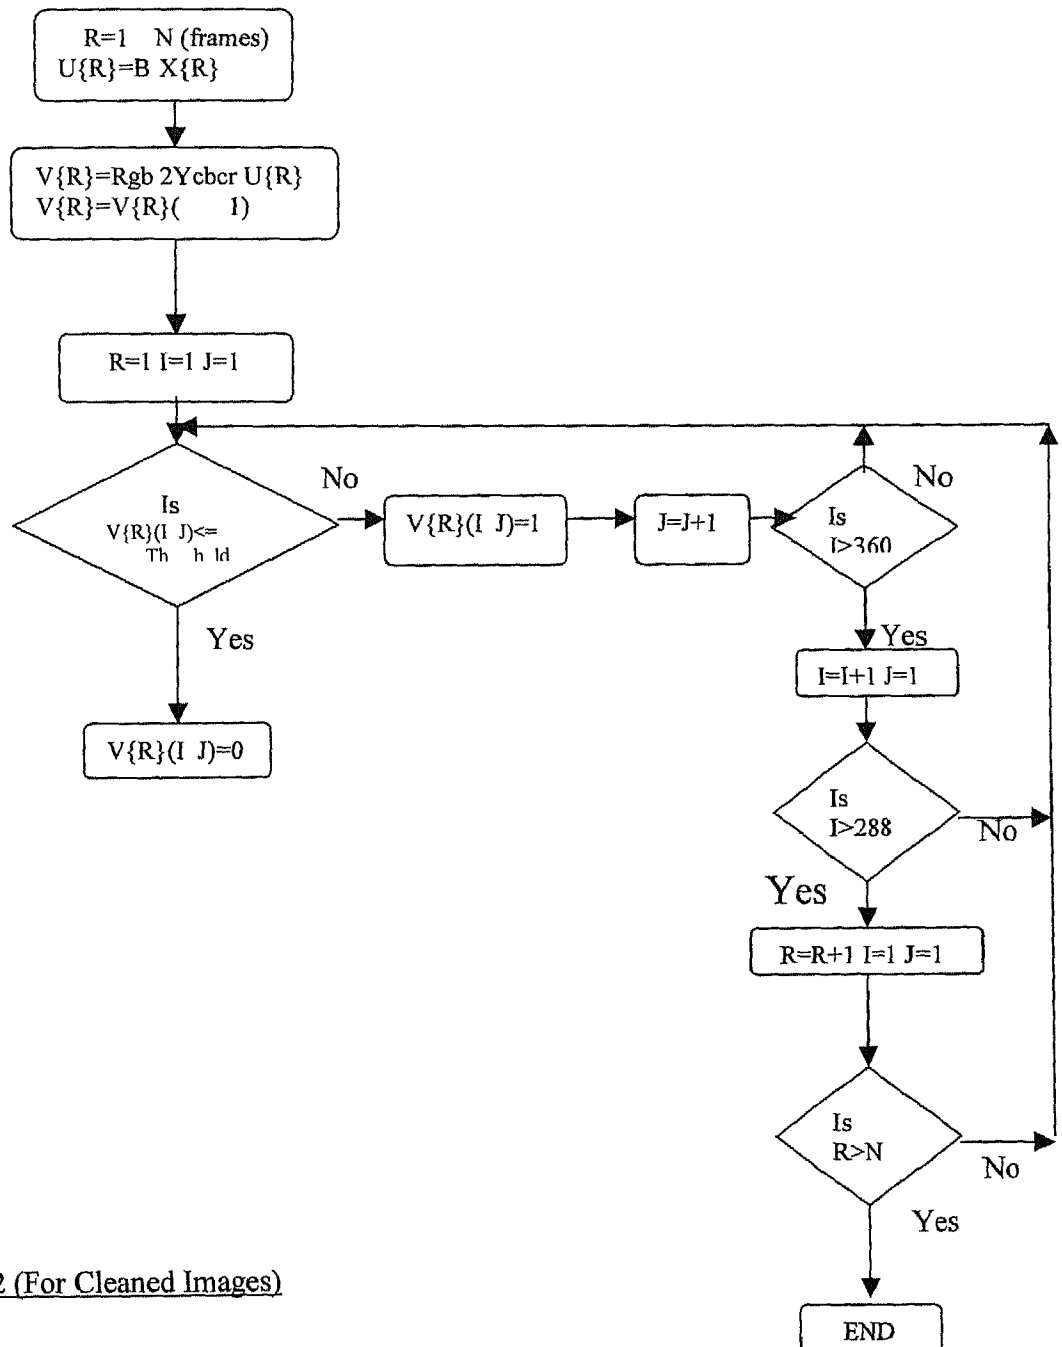 R=1 N (frames)
U{R}=B X{R}
V{R}=Rgb 2Ycbcr U{R}
V{R}=V{R}( 1)
R=1 I=1 J=1
Is
V{R}(I J)<=
No
V{R}(I J)=1
J=J+1
Is
I>360
No
Yes
V{R}(I J)=0
Yes
I=I+1 J=1
Is
I>288
No
Yes
R=R+1 I=1 J=1
Is
R>N
No
Yes
END
2 (For Cleaned Images)